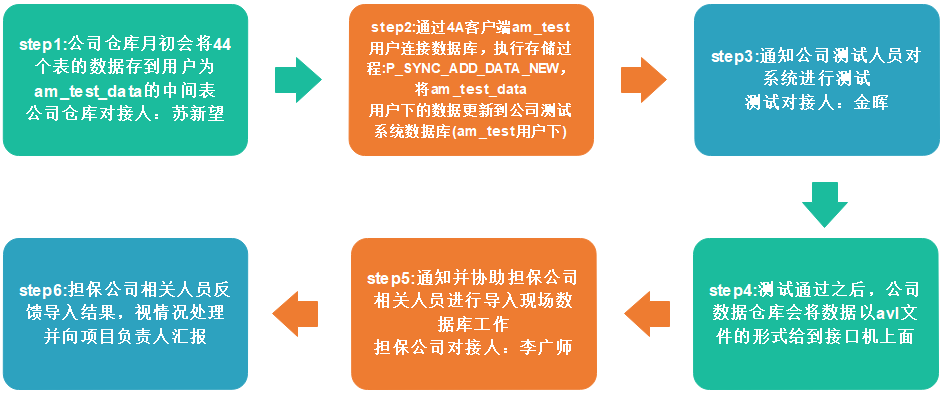 step1:公司仓库月初会将44
个表的数据存到用户为
am_test_data的中间表
公司仓库对接人：苏新望
step2:通过4A客户端am_test
用户连接数据库，执行存储过
程:P_SYNC_ADD_DATA_NEW，
将am_test_data
用户下的数据更新到公司测试
系统数据库(am_test用户下)
step3:通知公司测试人员对
系统进行测试
测试对接人：金晖
step4:测试通过之后，公司
数据仓库会将数据以avl文
件的形式给到接口机上面
step5:通知并协助担保公司
相关人员进行导入现场数
据库工作
担保公司对接人：李广师
step6:担保公司相关人员反
馈导入结果，视情况处理
并向项目负责人汇报